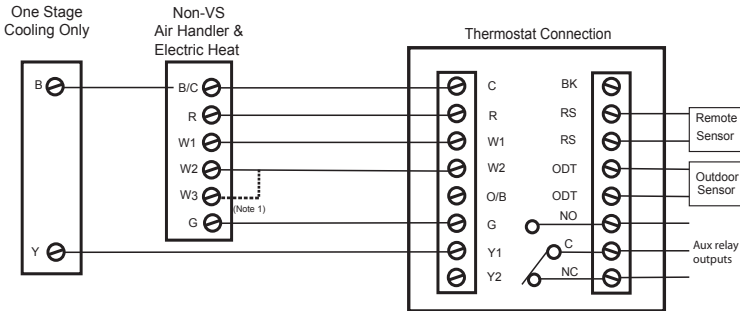 One Stage
Cooling Only
Non-VS
Air Handler &
Electric Heat
Thermostat Connection
B
B/C
R
W1
W2
W3
(Note 1)
G
Y
C
R
W1
W2
O/B
G
Y1
Y2
BK
RS
RS
ODT
ODT
NO
C
NC
Remote
Sensor
Outdoor
Sensor
Aux relay
outputs